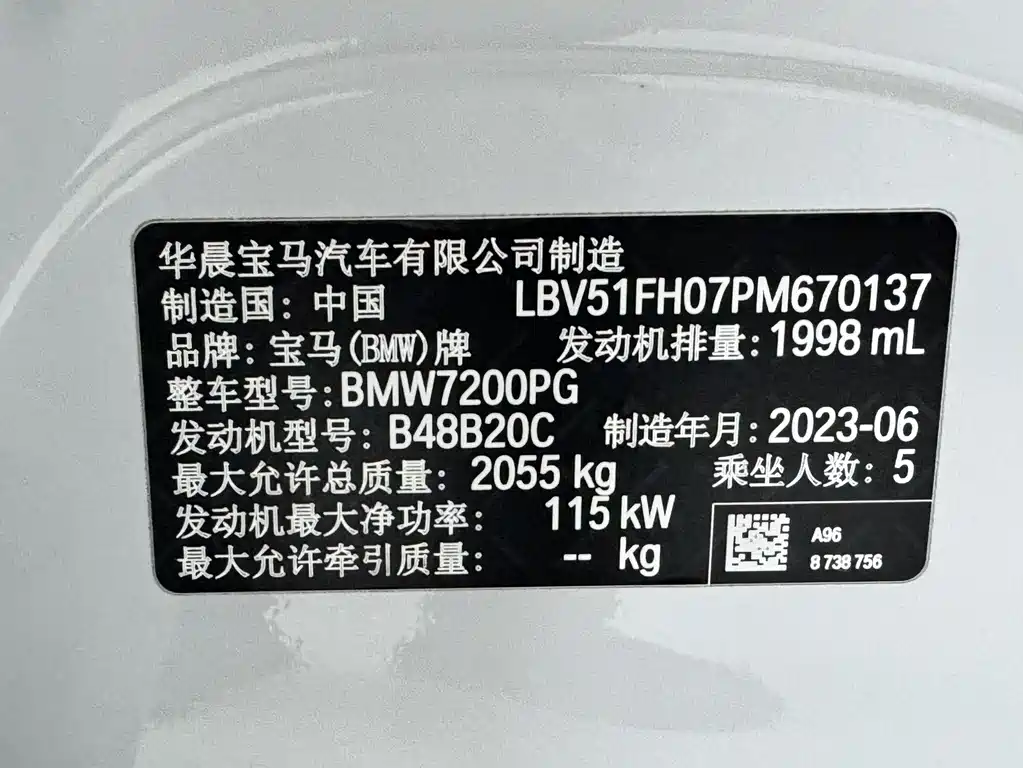 华晨宝马汽车有限公司制造
制造国：中国 LBV51FH07PM670137
品牌：宝马(BMW)牌 发动机排量：1998 mL
整车型号：BMW7200PG
发动机型号：B48B20C 制造年月：2023-06
最大允许总质量：2055 kg 乘坐人数：5
发动机最大净功率：115 kW
最大允许牵引质量：-- kg
A96
8 738 756